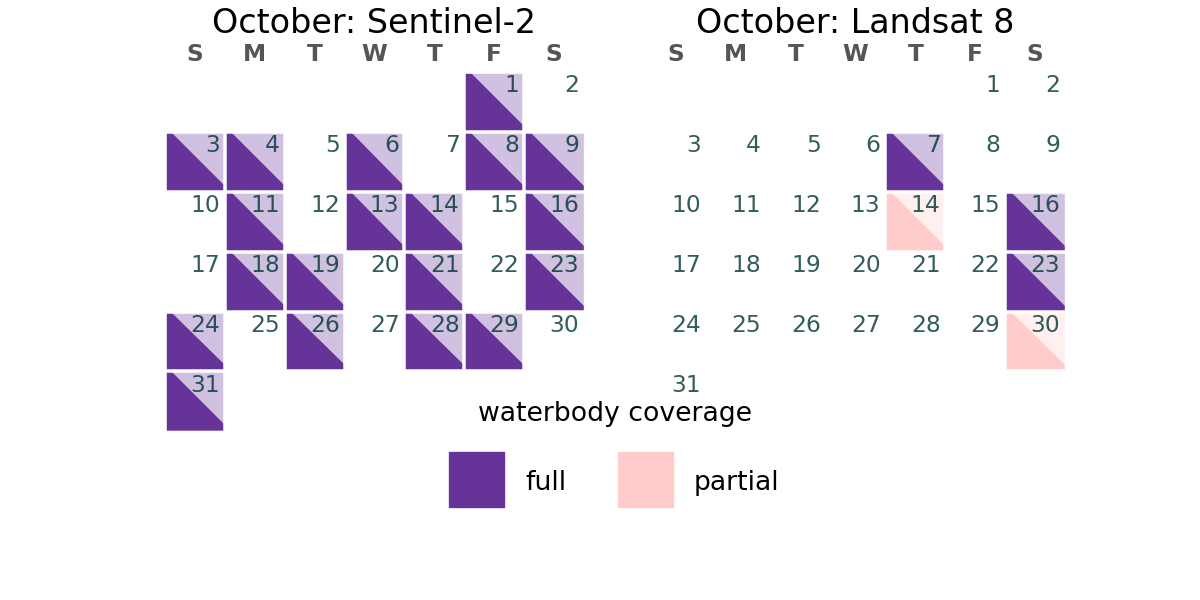 October: Sentinel-2
S M T W T F S
1 2
3 4 5 6 7 8 9
10 11 12 13 14 15 16
17 18 19 20 21 22 23
24 25 26 27 28 29 30
31
October: Landsat 8
S M T W T F S
1 2
3 4 5 6 7 8 9
10 11 12 13 14 15 16
17 18 19 20 21 22 23
24 25 26 27 28 29 30
31
waterbody coverage
full
partial